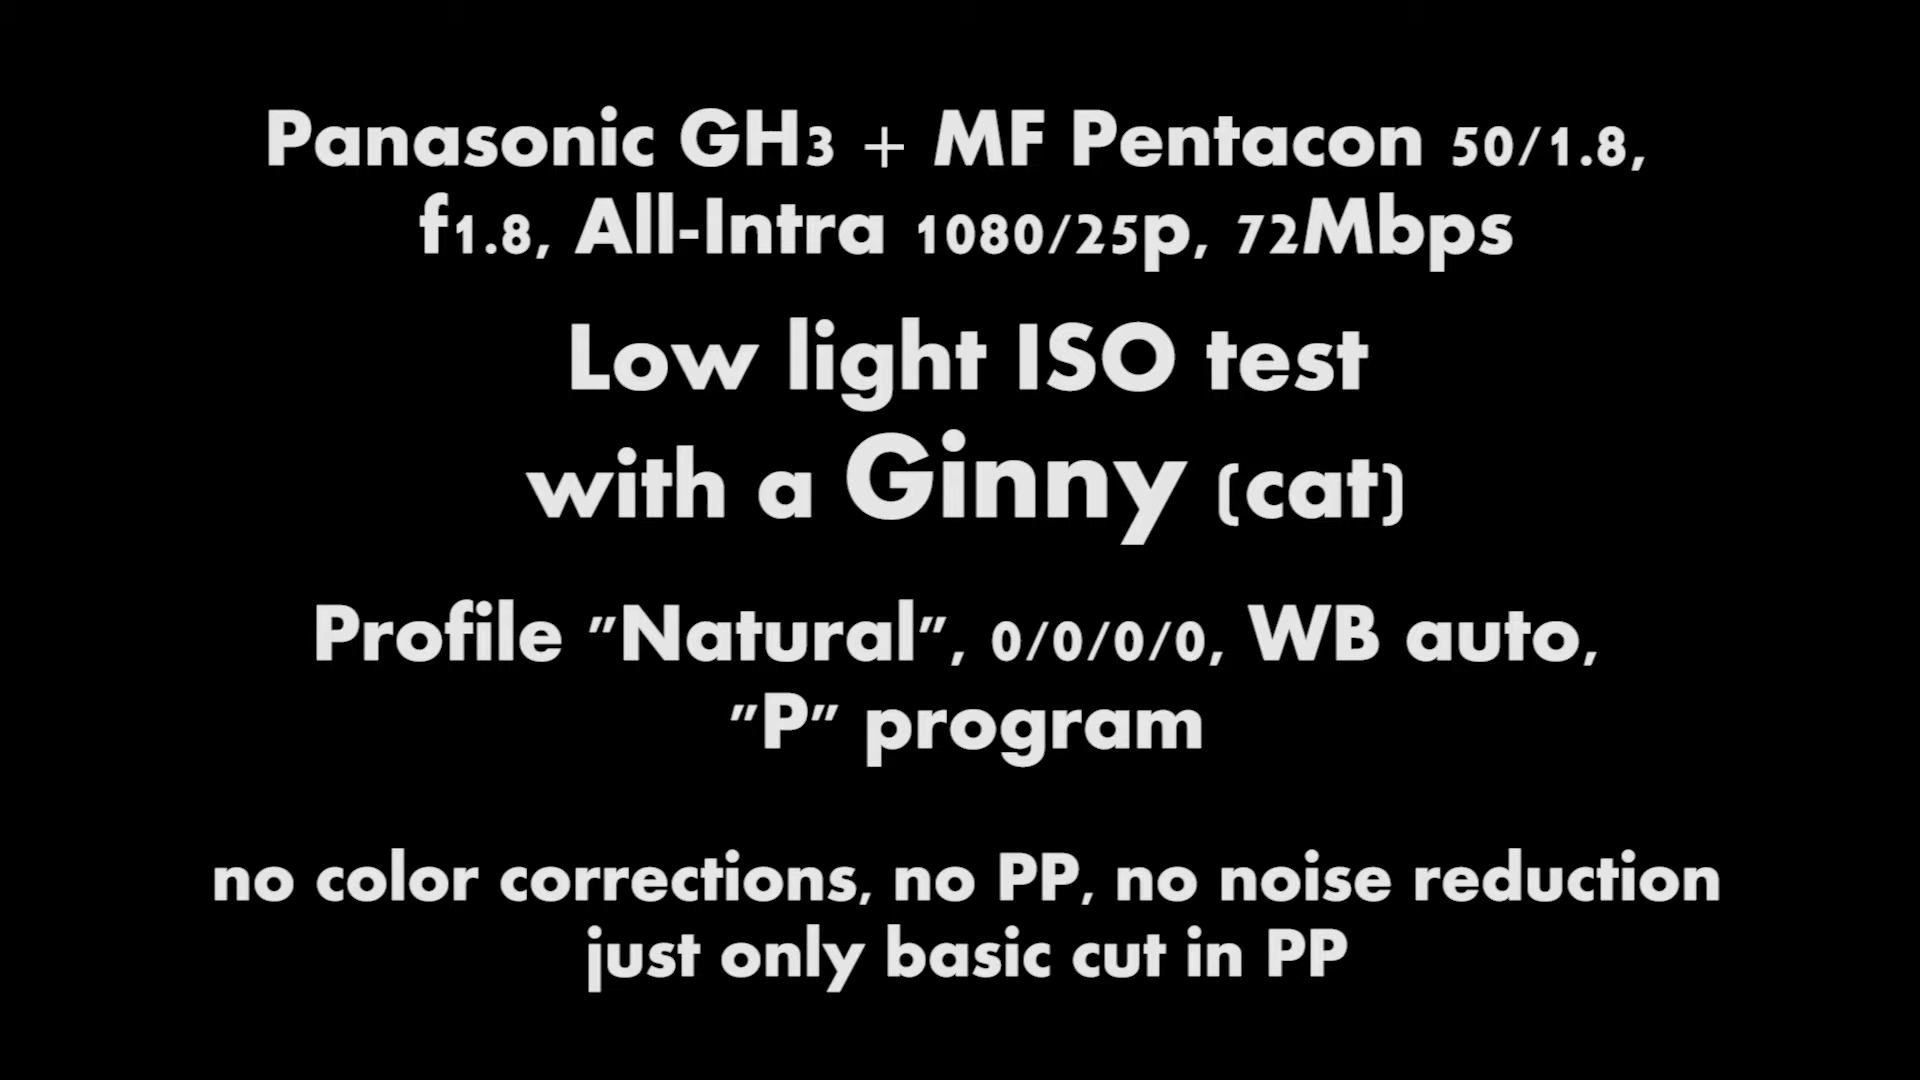 Panasonic GH3 + MF Pentacon 50/1.8,
f1.8, All-Intra 1080/25p, 72Mbps
Low light ISO test
with a Ginny (cat)
Profile "Natural", 0/0/0/0, WB auto,
"P" program
no color corrections, no PP, no noise reduction
just only basic cut in PP